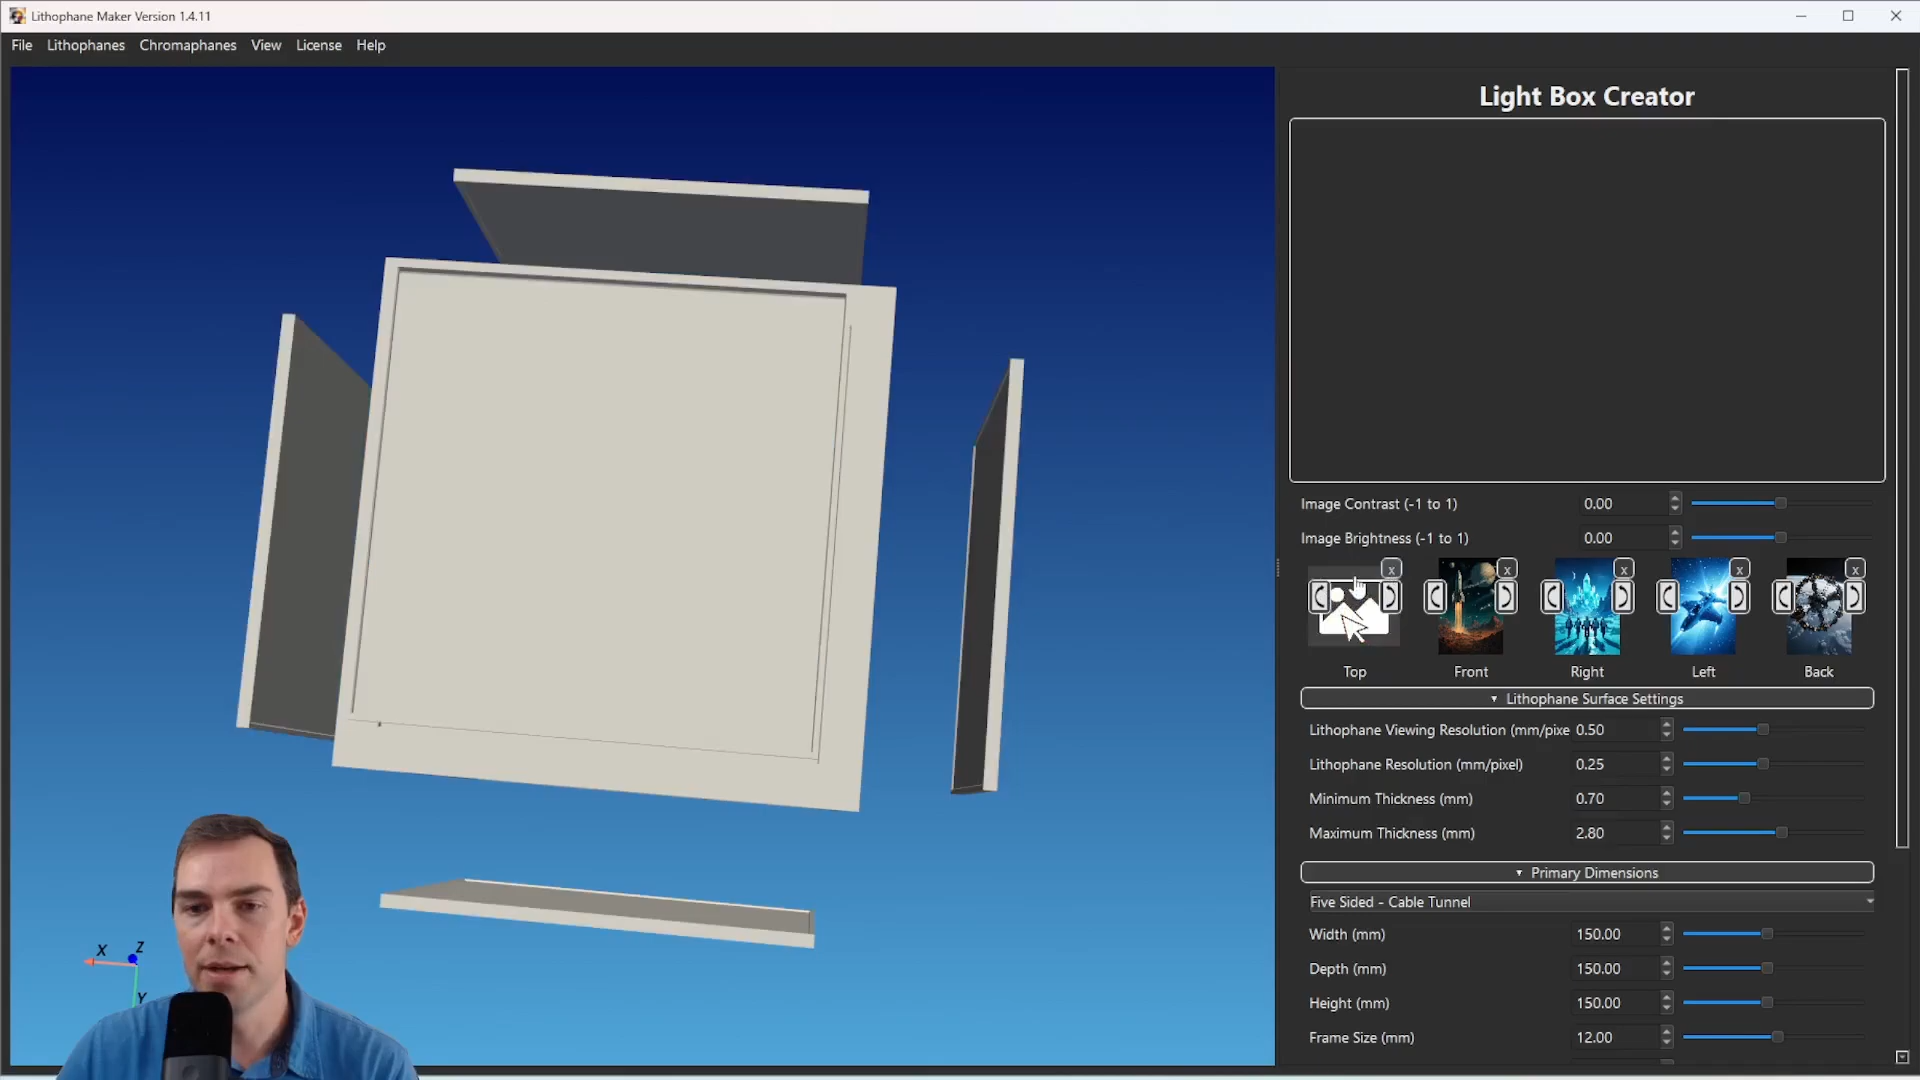 Lithophane Maker Version 1.4.11
File Lithophanes Chromaphanes View License Help
Light Box Creator
Image Contrast (-1 to 1) 0.00
Image Brightness (-1 to 1) 0.00
x x x x x
Top Front Right Left Back
Lithophane Surface Settings
Lithophane Viewing Resolution (mm/pixe 0.50
Lithophane Resolution (mm/pixel) 0.25
Minimum Thickness (mm) 0.70
Maximum Thickness (mm) 2.80
Primary Dimensions
Five Sided - Cable Tunnel
Width (mm) 150.00
Depth (mm) 150.00
Height (mm) 150.00
Frame Size (mm) 12.00
X Z
Y